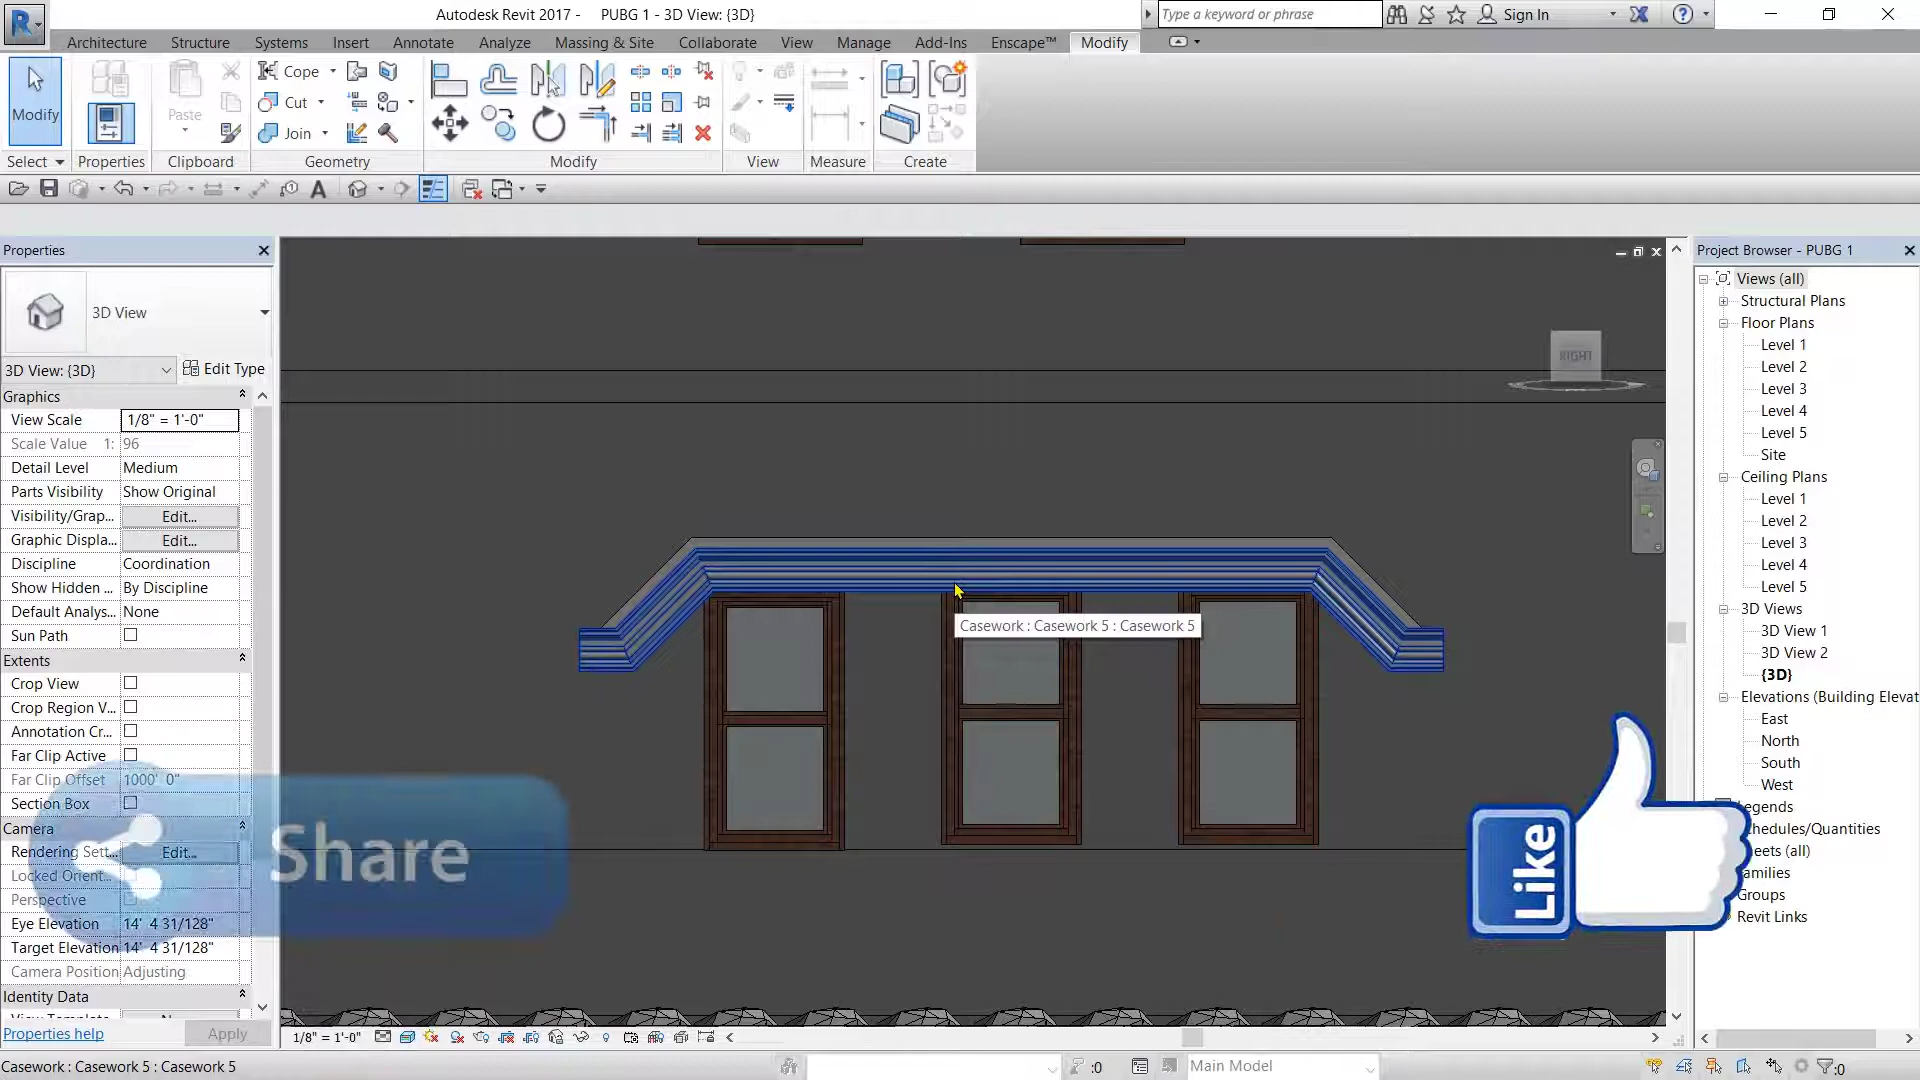 Autodesk Revit 2017 -    PUBG 1 - 3D View: {3D}
Type a keyword or phrase
Sign In
Architecture Structure Systems Insert Annotate Analyze Massing & Site Collaborate View Manage Add-Ins Enscape™ Modify
Modify
Paste
Cope
Cut
Join
Select Properties Clipboard Geometry Modify View Measure Create
Properties
3D View
3D View: {3D}
Edit Type
Graphics
View Scale 1/8" = 1'-0"
Scale Value 1: 96
Detail Level Medium
Parts Visibility Show Original
Visibility/Grap... Edit...
Graphic Displa... Edit...
Discipline Coordination
Show Hidden ... By Discipline
Default Analys... None
Sun Path
Extents
Crop View
Crop Region V...
Annotation Cr...
Far Clip Active
Far Clip Offset 1000' 0"
Section Box
Camera
Rendering Set... Edit...
Locked Orient...
Perspective
Eye Elevation 14' 4 31/128"
Target Elevation 14' 4 31/128"
Camera Position Adjusting
Identity Data
Properties help
Apply
Share
RIGHT
Casework : Casework 5 : Casework 5
Like
Project Browser - PUBG 1
Views (all)
Structural Plans
Floor Plans
Level 1
Level 2
Level 3
Level 4
Level 5
Site
Ceiling Plans
Level 1
Level 2
Level 3
Level 4
Level 5
3D Views
3D View 1
3D View 2
{3D}
Elevations (Building Elevat
East
North
South
West
egends
chedules/Quantities
eets (all)
amilies
Groups
Revit Links
1/8" = 1'-0"
Casework : Casework 5 : Casework 5
:0
Main Model
:0